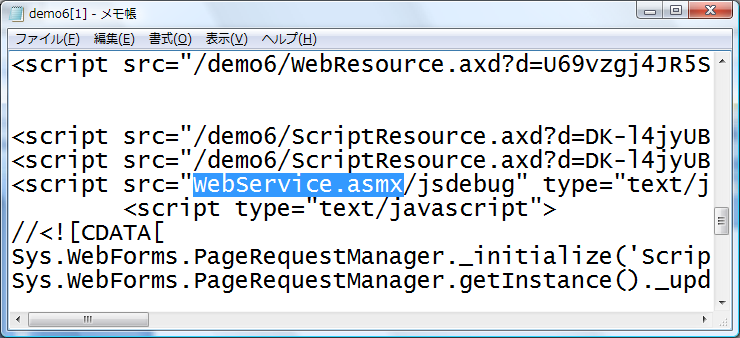 demo6[1] - メモ帳
ファイル(F) 編集(E) 書式(O) 表示(V) ヘルプ(H)
<script src="/demo6/WebResource.axd?d=U69vzgj4JR5S
<script src="/demo6/ScriptResource.axd?d=DK-l4jyUB
<script src="/demo6/ScriptResource.axd?d=DK-l4jyUB
<script src="WebService.asmx/jsdebug" type="text/j
<script type="text/javascript">
//<![CDATA[
Sys.WebForms.PageRequestManager._initialize('Scrip
Sys.WebForms.PageRequestManager.getInstance()._upd